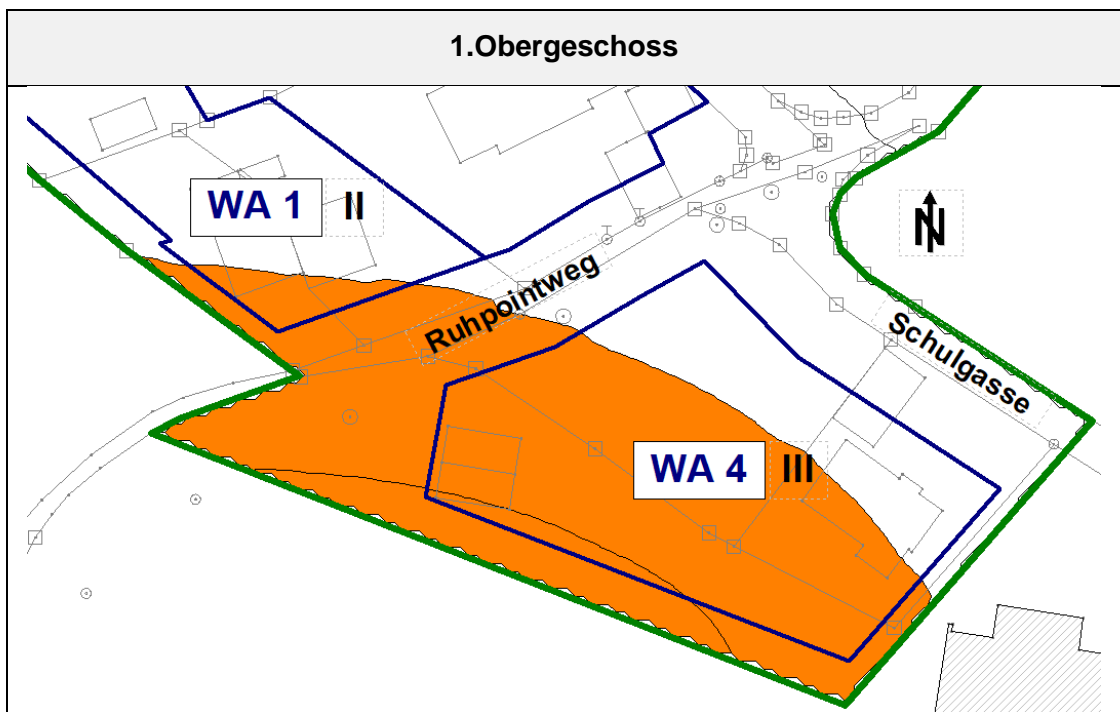 1.Obergeschoss
WA 1 II
N
Ruhpointweg
Schulgasse
WA 4 III